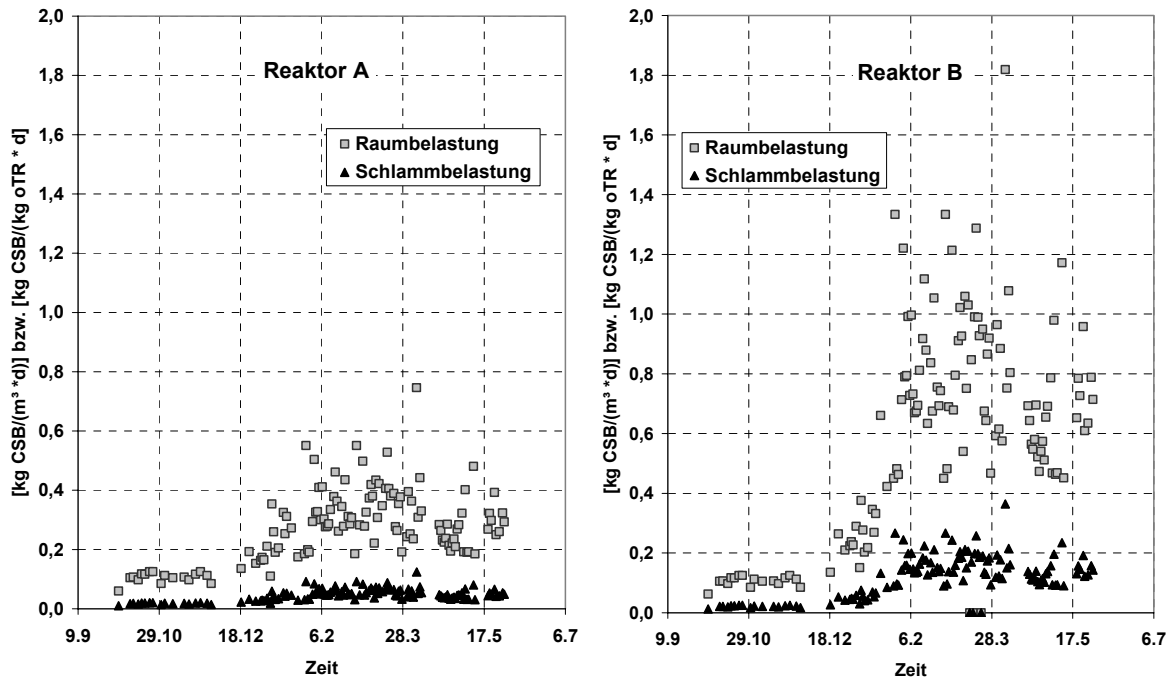 [kg CSB/(m³ *d)] bzw. [kg CSB/(kg oTR * d]
2,0
1,8
1,6
1,4
1,2
1,0
0,8
0,6
0,4
0,2
0,0
Reaktor A
Raumbelastung
Schlammbelastung
9.9 29.10 18.12 6.2 28.3 17.5 6.7
Zeit
[kg CSB/(m³ *d)] bzw. [kg CSB/(kg oTR * d]
2,0
1,8
1,6
1,4
1,2
1,0
0,8
0,6
0,4
0,2
0,0
Reaktor B
Raumbelastung
Schlammbelastung
9.9 29.10 18.12 6.2 28.3 17.5 6.7
Zeit